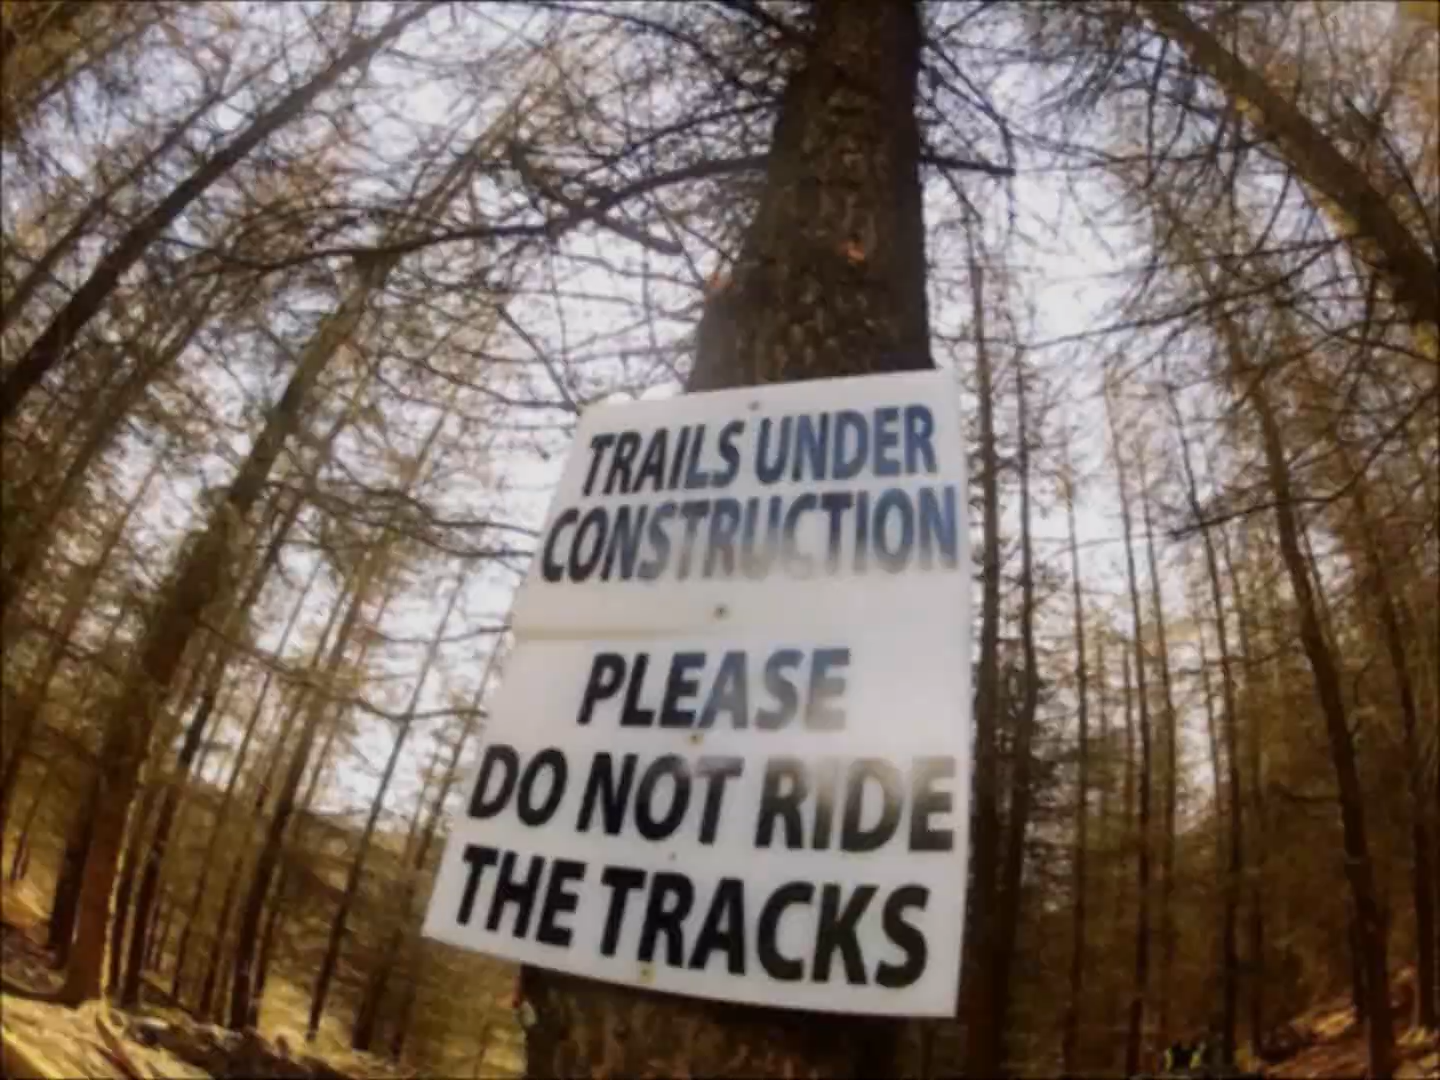 TRAILS UNDER
CONSTRUCTION
PLEASE
DO NOT RIDE
THE TRACKS